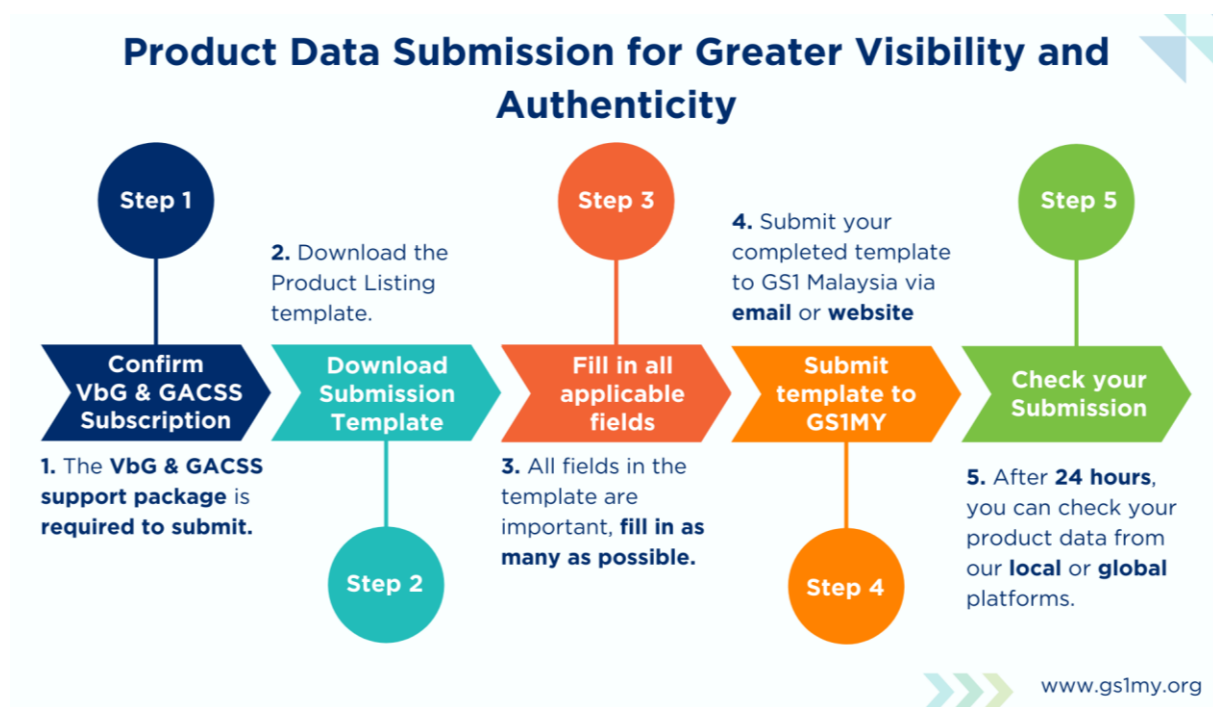 Product Data Submission for Greater Visibility and
Authenticity
Step 1
Confirm
VbG & GACSS
Subscription
1. The VbG & GACSS
support package is
required to submit.
2. Download the
Product Listing
template.
Download
Submission
Template
Step 2
Step 3
Fill in all
applicable
fields
3. All fields in the
template are
important, fill in as
many as possible.
4. Submit your
completed template
to GS1 Malaysia via
email or website
Submit
template to
GS1MY
Step 4
Step 5
Check your
Submission
5. After 24 hours,
you can check your
product data from
our local or global
platforms.
www.gs1my.org